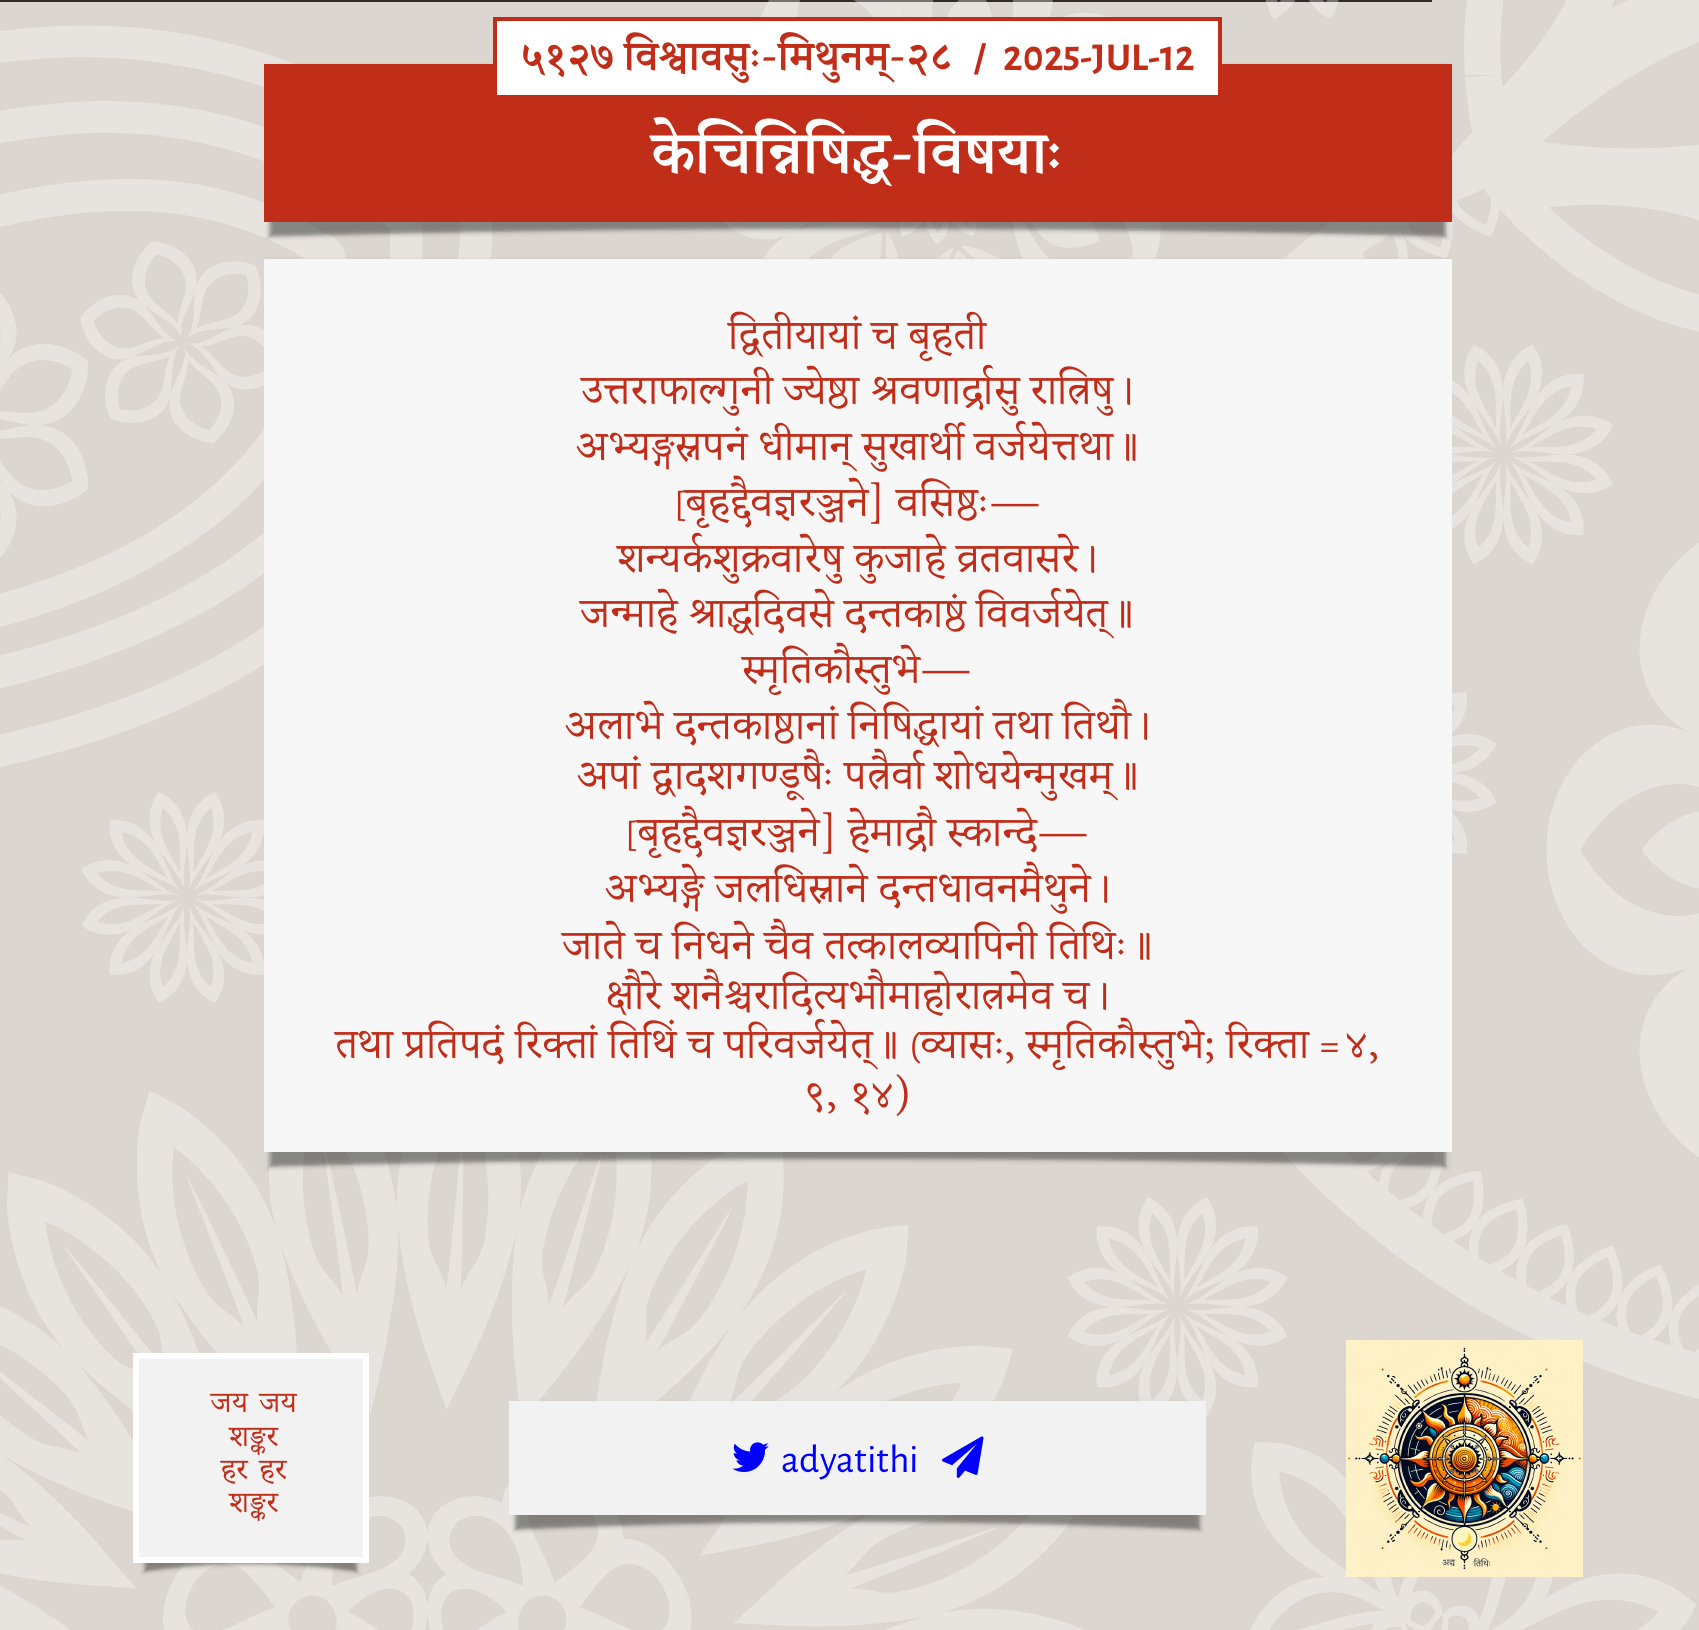 ५१२७ विश्वावसुः-मिथुनम्-२८ / 2025-JUL-12
केचिन्निषिद्ध-विषयाः
द्वितीयायां च बृहती
उत्तराफाल्गुनी ज्येष्ठा श्रवणार्द्रासु रात्रिषु।
अभ्यङ्गस्नपनं धीमान् सुखार्थी वर्जयेत्तथा॥
[बृहद्दैवज्ञरञ्जने] वसिष्ठः—
शन्यर्कशुक्रवारेषु कुजाहे व्रतवासरे।
जन्माहे श्राद्धदिवसे दन्तकाष्ठं विवर्जयेत्॥
स्मृतिकौस्तुभे—
अलाभे दन्तकाष्ठानां निषिद्धायां तथा तिथौ।
अपां द्वादशगण्डूषैः पत्रैर्वा शोधयेन्मुखम्॥
[बृहद्दैवज्ञरञ्जने] हेमाद्रौ स्कान्दे—
अभ्यङ्गे जलधिस्नाने दन्तधावनमैथुने।
जाते च निधने चैव तत्कालव्यापिनी तिथिः॥
क्षौरे शनैश्चरादित्यभौमाहोरात्रमेव च।
तथा प्रतिपदं रिक्तां तिथिं च परिवर्जयेत्॥ (व्यासः, स्मृतिकौस्तुभे; रिक्ता = ४,
९, १४)
जय जय
शङ्कर
हर हर
शङ्कर
adyatithi
अद्य तिथिः